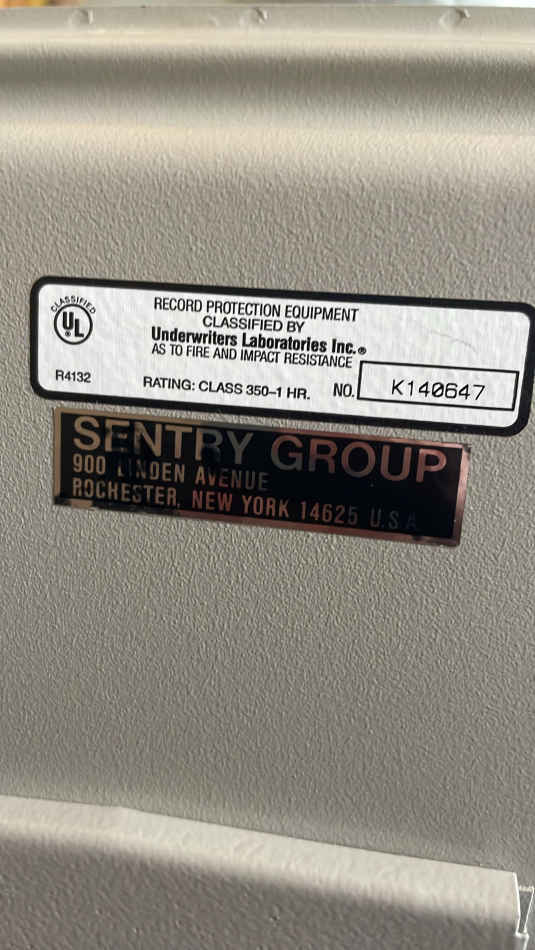 CLASSIFIED
UL
R4132
RECORD PROTECTION EQUIPMENT
CLASSIFIED BY
Underwriters Laboratories Inc.®
AS TO FIRE AND IMPACT RESISTANCE
RATING: CLASS 350-1 HR. NO. K140647
SENTRY GROUP
900 LINDEN AVENUE
ROCHESTER, NEW YORK 14625 U.S.A.